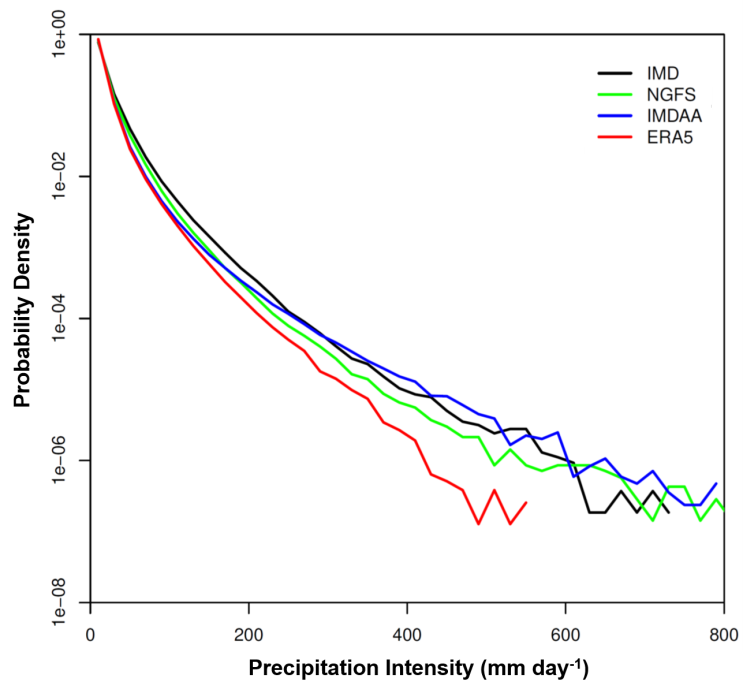 1e+00
1e−02
1e−04
1e−06
1e−08
Probability Density
IMD
NGFS
IMDAA
ERA5
0 200 400 600 800
Precipitation Intensity (mm day⁻¹)